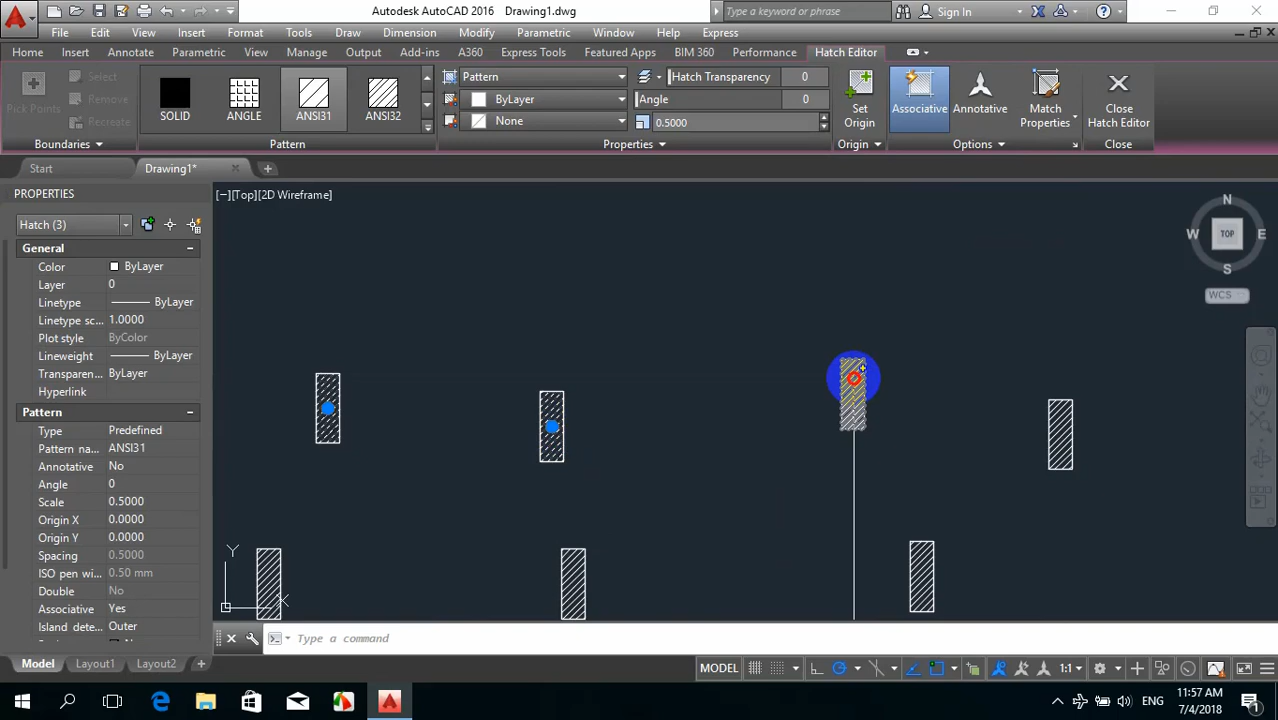 Autodesk AutoCAD 2016 Drawing1.dwg
Type a keyword or phrase
Sign In
File Edit View Insert Format Tools Draw Dimension Modify Parametric Window Help Express
Home Insert Annotate Parametric View Manage Output Add-ins A360 Express Tools Featured Apps BIM 360 Performance Hatch Editor
Pick Points
Select
Remove
Recreate
SOLID ANGLE ANSI31 ANSI32
Pattern
ByLayer
None
Hatch Transparency 0
Angle 0
0.5000
Set Origin
Associative
Annotative
Match Properties
Close Hatch Editor
Boundaries Pattern Properties Origin Options Close
Start Drawing1*
PROPERTIES
[−][Top][2D Wireframe]
Hatch (3)
General
Color ByLayer
Layer 0
Linetype ByLayer
Linetype sc... 1.0000
Plot style ByColor
Lineweight ByLayer
Transparen... ByLayer
Hyperlink
Pattern
Type Predefined
Pattern na... ANSI31
Annotative No
Angle 0
Scale 0.5000
Origin X 0.0000
Origin Y 0.0000
Spacing 0.5000
ISO pen wi... 0.50 mm
Double No
Associative Yes
Island dete... Outer
N
W TOP E
S
WCS
Y
X
Type a command
Model Layout1 Layout2 +
MODEL 1:1
ENG
11:57 AM
7/4/2018
1